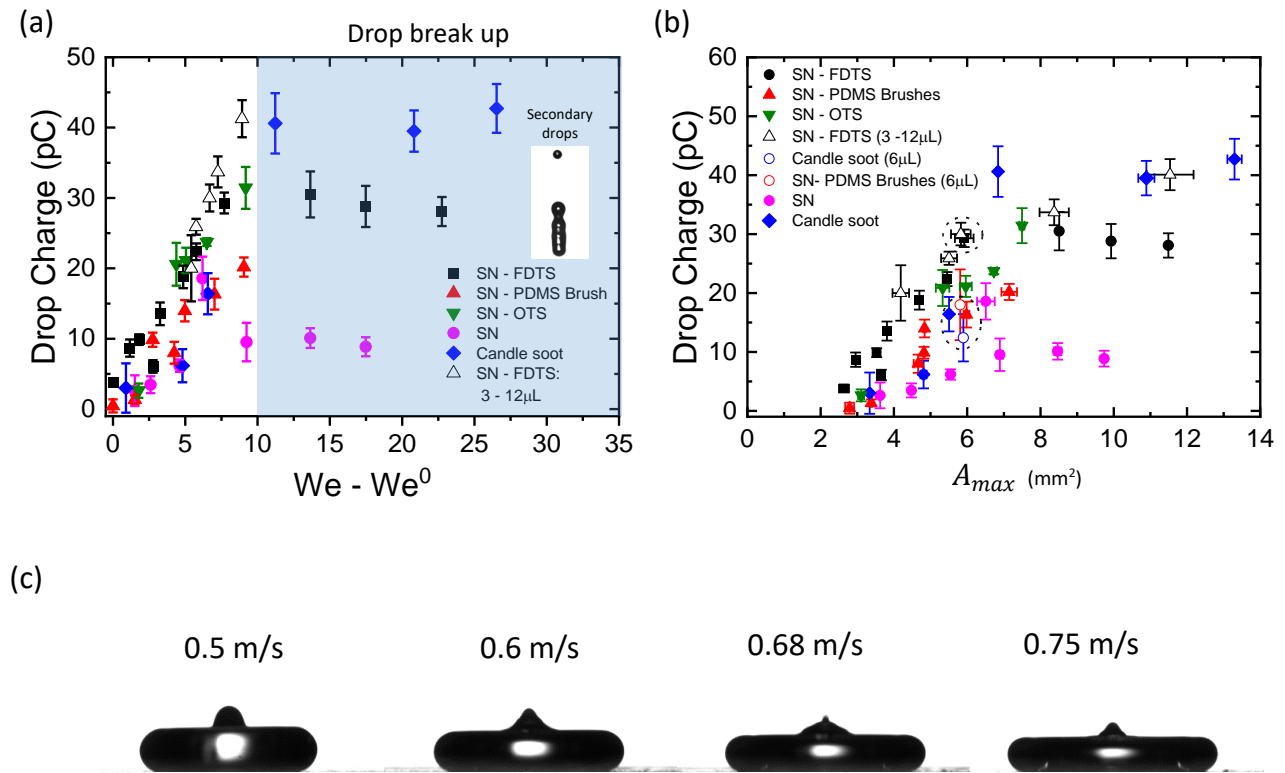 (a)
Drop break up
50
40
30
20
10
0
Drop Charge (pC)
0 5 10 15 20 25 30 35
We - We⁰
Secondary
drops
SN - FDTS
SN - PDMS Brush
SN - OTS
SN
Candle soot
SN - FDTS:
3 - 12µL
(b)
60
50
40
30
20
10
0
Drop Charge (pC)
0 2 4 6 8 10 12 14
Amax (mm²)
SN - FDTS
SN - PDMS Brushes
SN - OTS
SN - FDTS (3 -12µL)
Candle soot (6µL)
SN- PDMS Brushes (6µL)
SN
Candle soot
(c)
0.5 m/s
0.6 m/s
0.68 m/s
0.75 m/s